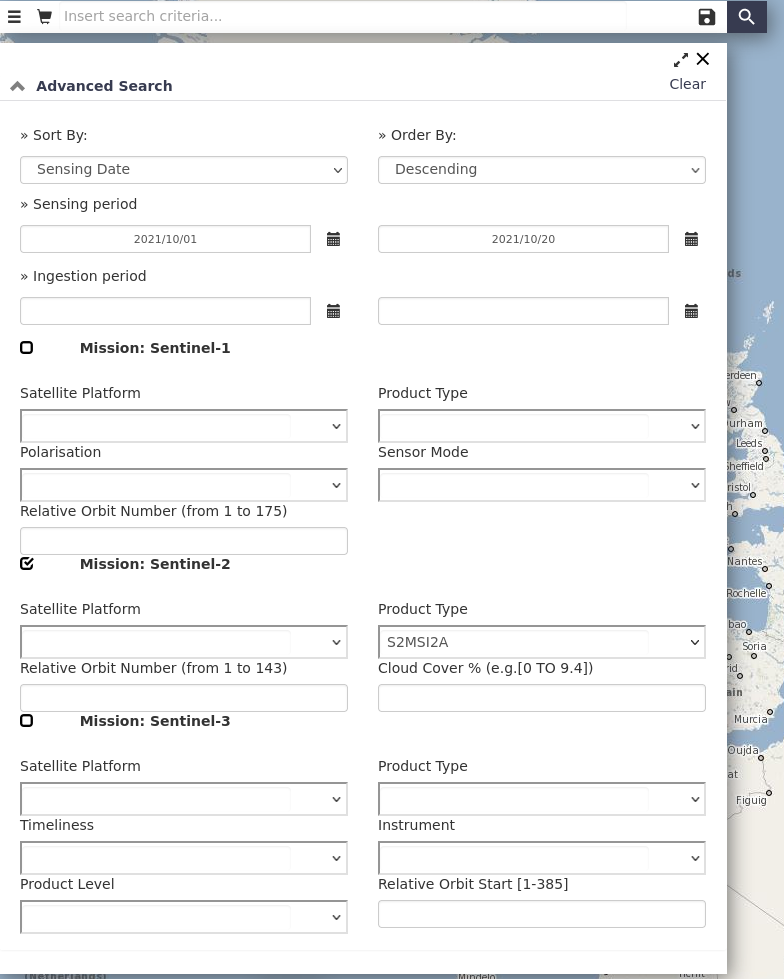 Insert search criteria...
Advanced Search
Clear
» Sort By:
» Order By:
Sensing Date
Descending
» Sensing period
2021/10/01
2021/10/20
» Ingestion period
Mission: Sentinel-1
Satellite Platform
Product Type
Polarisation
Sensor Mode
Relative Orbit Number (from 1 to 175)
Mission: Sentinel-2
Satellite Platform
Product Type
S2MSI2A
Relative Orbit Number (from 1 to 143)
Cloud Cover % (e.g.[0 TO 9.4])
Mission: Sentinel-3
Satellite Platform
Product Type
Timeliness
Instrument
Product Level
Relative Orbit Start [1-385]
ds
erdeen
urham
Leeds
Sheffield
ristol
h
Nantes
Rochelle
bao
Soria
rid
ain
Murcia
Oujda
at
Figuig
(Netherlands)
Mindelo